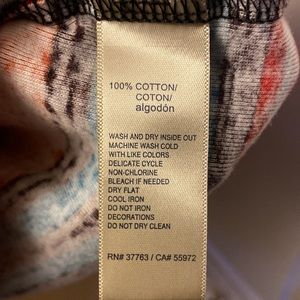 100% COTTON/
COTON/
algodón
WASH AND DRY INSIDE OUT
MACHINE WASH COLD
WITH LIKE COLORS
DELICATE CYCLE
NON-CHLORINE
BLEACH IF NEEDED
DRY FLAT
COOL IRON
DO NOT IRON
DECORATIONS
DO NOT DRY CLEAN
RN# 37763 / CA# 55972